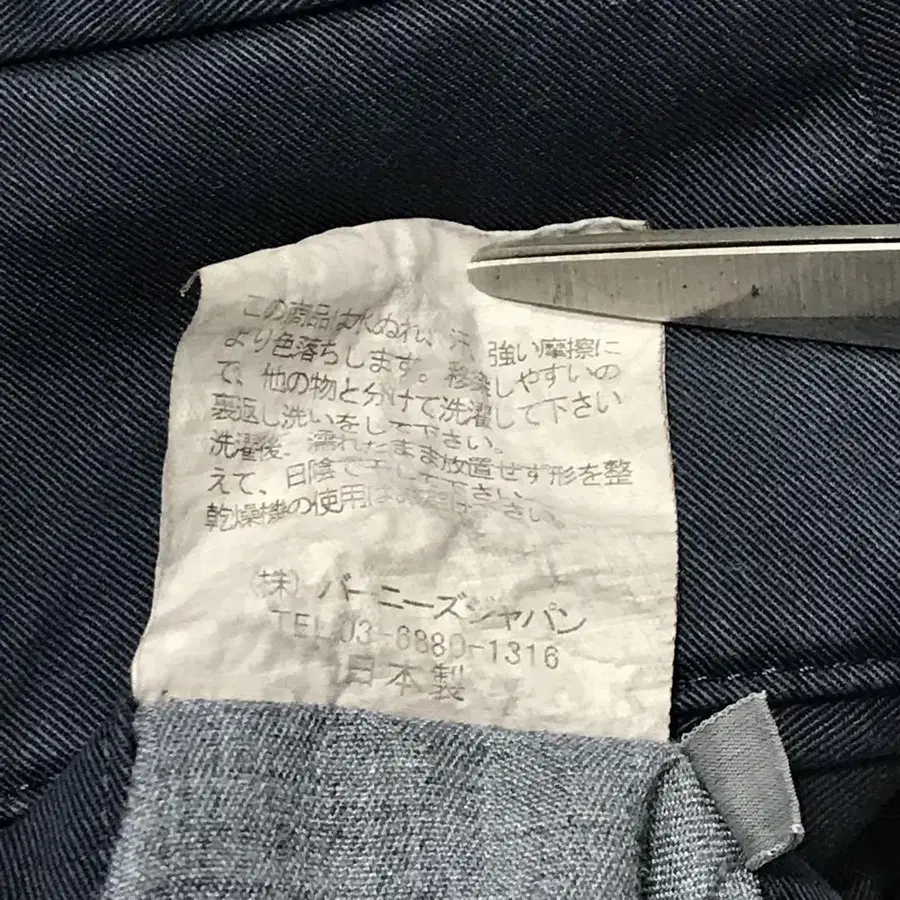 この商品は水ぬれ、汗、強い摩擦に
より色落ちします。移染しやすいの
で、他の物と分けて洗濯して下さい
裏返し洗いをして下さい。
洗濯後、濡れたまま放置せず形を整
えて、日陰で干して下さい。
乾燥機の使用はお避け下さい。
(株) バーニーズジャパン
TEL 03-6880-1316
日本製